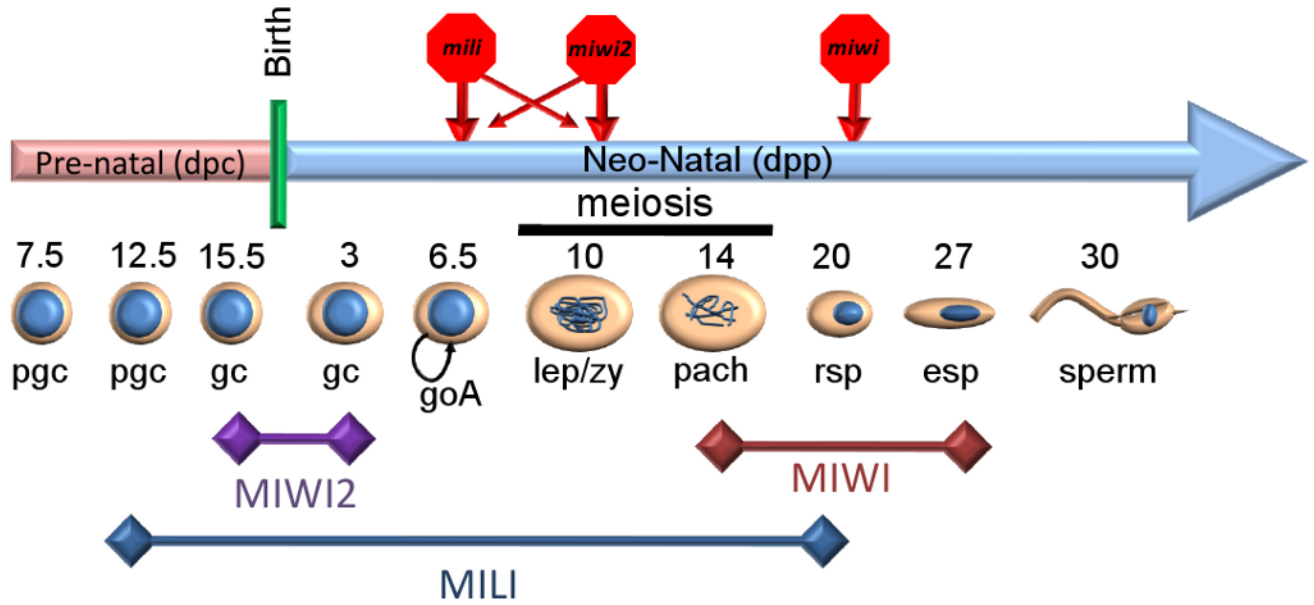 Birth
mili miwi2 miwi
Pre-natal (dpc) Neo-Natal (dpp)
meiosis
7.5 12.5 15.5 3 6.5 10 14 20 27 30
pgc pgc gc gc goA lep/zy pach rsp esp sperm
MIWI2 MIWI
MILI